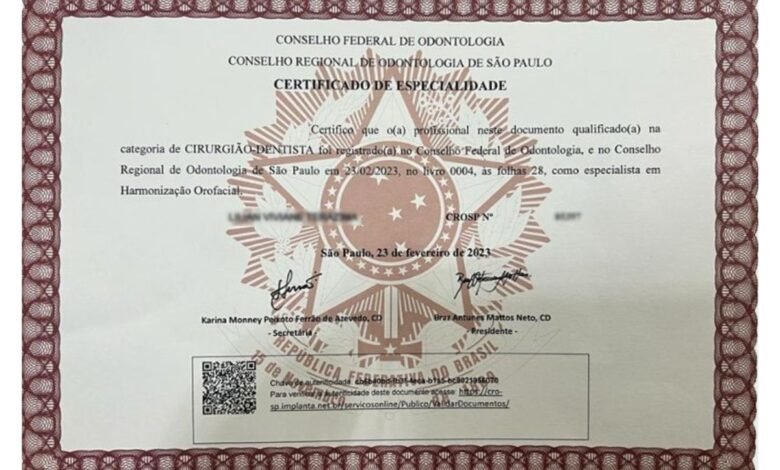 CONSELHO FEDERAL DE ODONTOLOGIA
CONSELHO REGIONAL DE ODONTOLOGIA DE SÃO PAULO
CERTIFICADO DE ESPECIALIDADE
Certifico que o(a) profissional neste documento qualificado(a) na
categoria de CIRURGIÃO-DENTISTA foi registrado(a) no Conselho Federal de Odontologia, e no Conselho
Regional de Odontologia de São Paulo em 23/02/2023, no livro 0004, às folhas 28, como especialista em
Harmonização Orofacial.
CROSP Nº
São Paulo, 23 de fevereiro de 2023
Karina Monney Peixoto Ferrão de Azevedo, CD
- Secretária -
Braz Antunes Mattos Neto, CD
- Presidente -
REPÚBLICA FEDERATIVA DO BRASIL
15 de
Chave de autenticidade:
Para verificar a autenticidade deste documento acesse: https://cro-
sp.implanta.net.br/servicosonline/Publico/ValidarDocumentos/